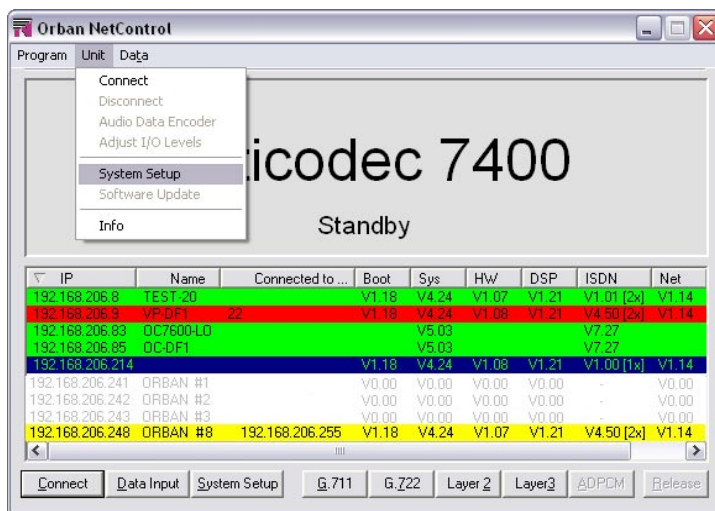 Orban NetControl
Program Unit Data
Connect
Disconnect
Audio Data Encoder
Adjust I/O Levels
System Setup
Software Update
Info
ticodec 7400
Standby
IP Name Connected to ... Boot Sys HW DSP ISDN Net
192.168.206.8 TEST-20 V1.18 V4.24 V1.07 V1.21 V1.01 [2x] V1.14
192.168.206.9 VP-DF1 22 V1.18 V4.24 V1.08 V1.21 V4.50 [2x] V1.14
192.168.206.83 OC7600-LO V5.03 V7.27
192.168.206.85 OC-DF1 V5.03 V7.27
192.168.206.214 V1.18 V4.24 V1.08 V1.21 V1.00 [1x] V1.14
192.168.206.241 ORBAN #1 V0.00 V0.00 V0.00 V0.00 - V0.00
192.168.206.242 ORBAN #2 V0.00 V0.00 V0.00 V0.00 - V0.00
192.168.206.243 ORBAN #3 V0.00 V0.00 V0.00 V0.00 - V0.00
192.168.206.248 ORBAN #8 192.168.206.255 V1.18 V4.24 V1.07 V1.21 V4.50 [2x] V1.14
Connect Data Input System Setup G.711 G.722 Layer 2 Layer3 ADPCM Release